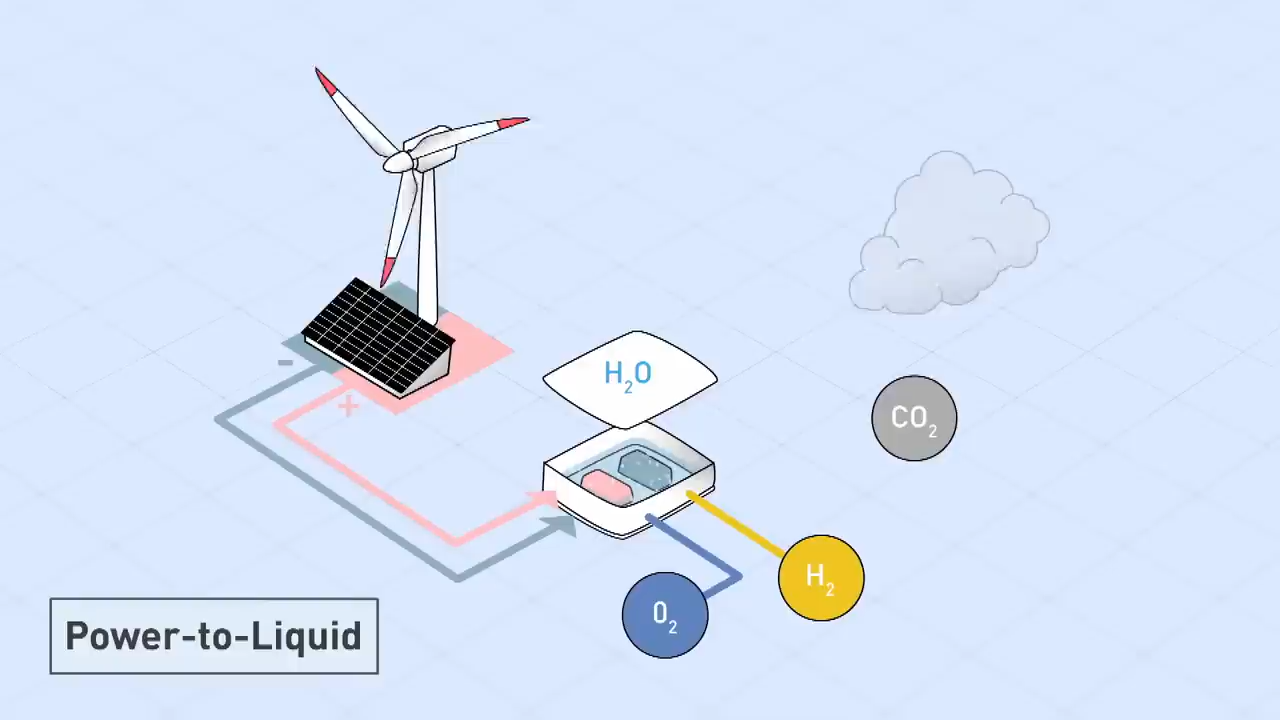 -
+
H₂O
CO₂
H₂
O₂
Power-to-Liquid